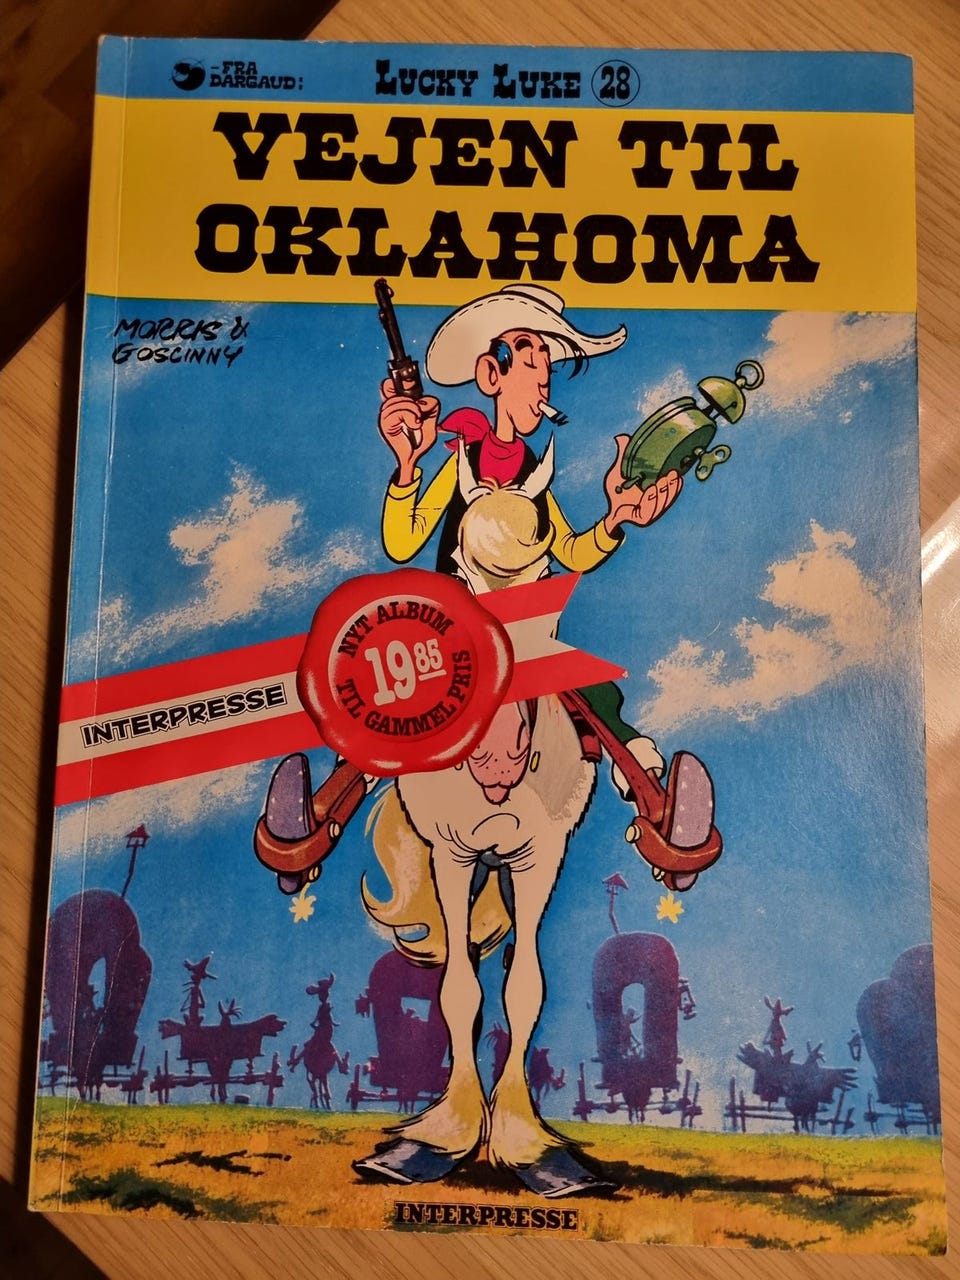 -FRA
DARGAUD:
LUCKY LUKE 28
VEJEN TIL
OKLAHOMA
MORRIS &
GOSCINNY
INTERPRESSE
NYT ALBUM
19 85
TIL GAMMEL PRIS
INTERPRESSE